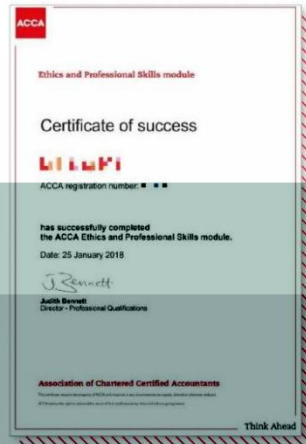 ACCA
Ethics and Professional Skills module
Certificate of success
ACCA registration number:
has successfully completed
the ACCA Ethics and Professional Skills module.
Date: 25 January 2018
J. Bennett
Judith Bennett
Director - Professional Qualifications
Association of Chartered Certified Accountants
Think Ahead